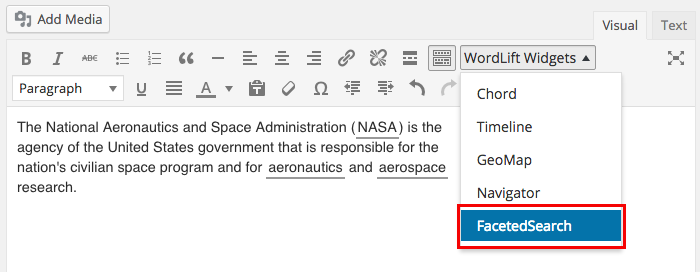 Add Media
Visual Text
B I ABC WordLift Widgets
Paragraph U A Ω
Chord
Timeline
GeoMap
Navigator
FacetedSearch
The National Aeronautics and Space Administration (NASA) is the
agency of the United States government that is responsible for the
nation's civilian space program and for aeronautics and aerospace
research.